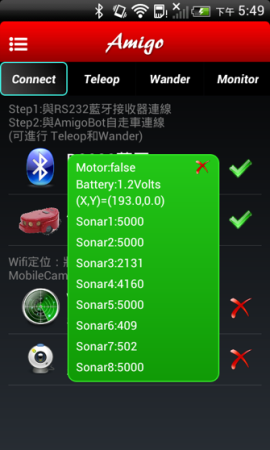 下午 5:49
Amigo
Connect Teleop Wander Monitor
Step1:與RS232藍牙接收器連線
Step2:與AmigoBot自走車連線
(可進行 Teleop和Wander)
Motor:false
Battery:1.2Volts
(X,Y)=(193.0,0.0)
Sonar1:5000
Sonar2:5000
Sonar3:2131
Sonar4:4160
Sonar5:5000
Sonar6:409
Sonar7:502
Sonar8:5000
Wifi定位：
MobileCam